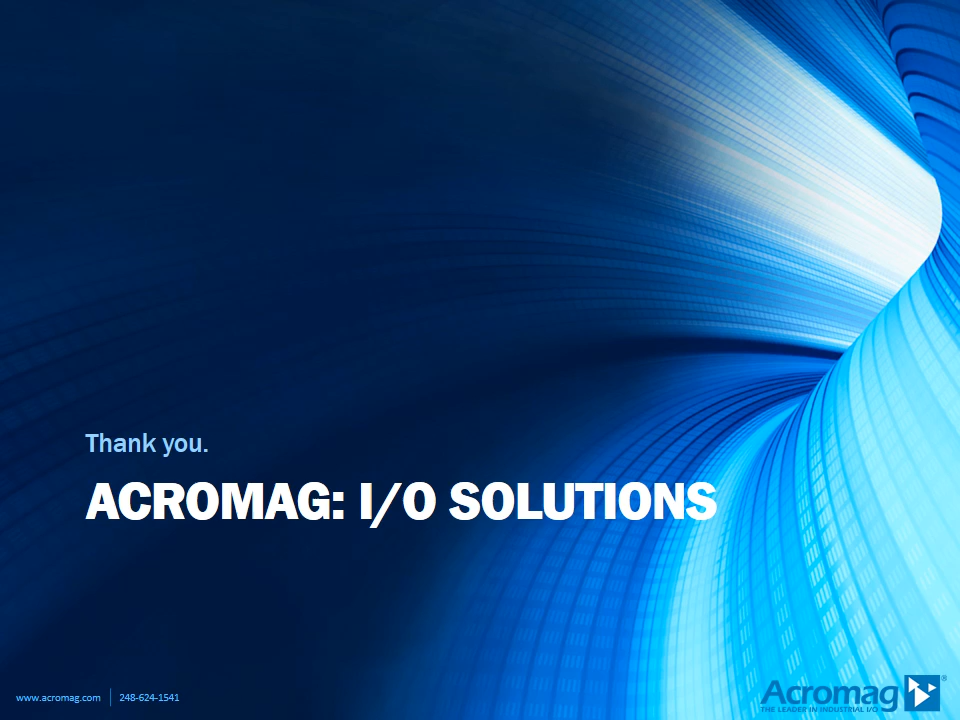 Thank you.
ACROMAG: I/O SOLUTIONS
www.acromag.com | 248-624-1541
Acromag®
THE LEADER IN INDUSTRIAL I/O